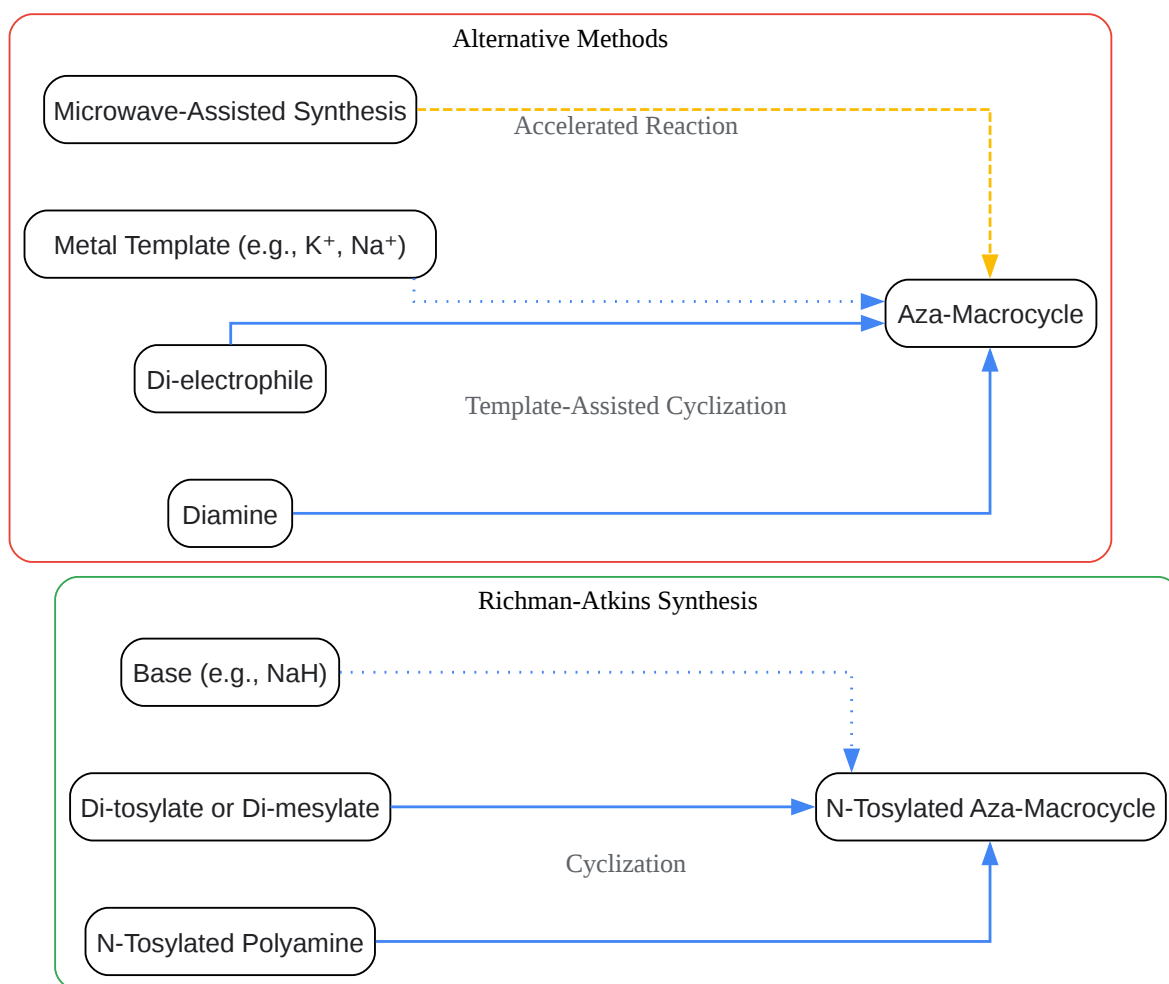 Alternative Methods
Microwave-Assisted Synthesis
Accelerated Reaction
Metal Template (e.g., K⁺, Na⁺)
Aza-Macrocycle
Di-electrophile
Template-Assisted Cyclization
Diamine
Richman-Atkins Synthesis
Base (e.g., NaH)
Di-tosylate or Di-mesylate
N-Tosylated Aza-Macrocycle
Cyclization
N-Tosylated Polyamine